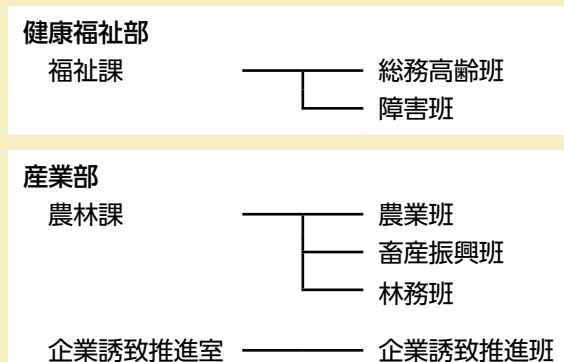 健康福祉部
福祉課 総務高齢班
障害班
産業部
農林課 農業班
畜産振興班
林務班
企業誘致推進室 企業誘致推進班